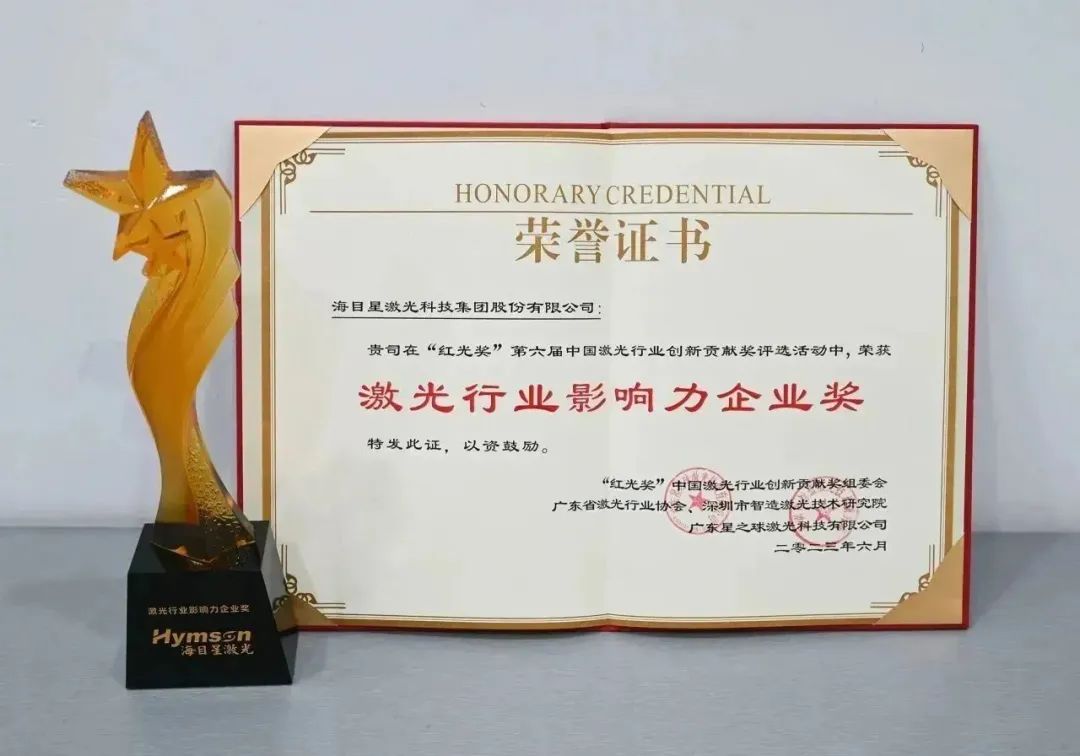 HONORARY CREDENTIAL
荣誉证书
海目星激光科技集团股份有限公司：
贵司在“红光奖”第六届中国激光行业创新贡献奖评选活动中，荣获
激光行业影响力企业奖
特发此证，以资鼓励。
“红光奖”中国激光行业创新贡献奖组委会
广东省激光行业协会、深圳市智造激光技术研究院
广东星之球激光科技有限公司
二零二三年六月
激光行业影响力企业奖
Hymson
海目星激光